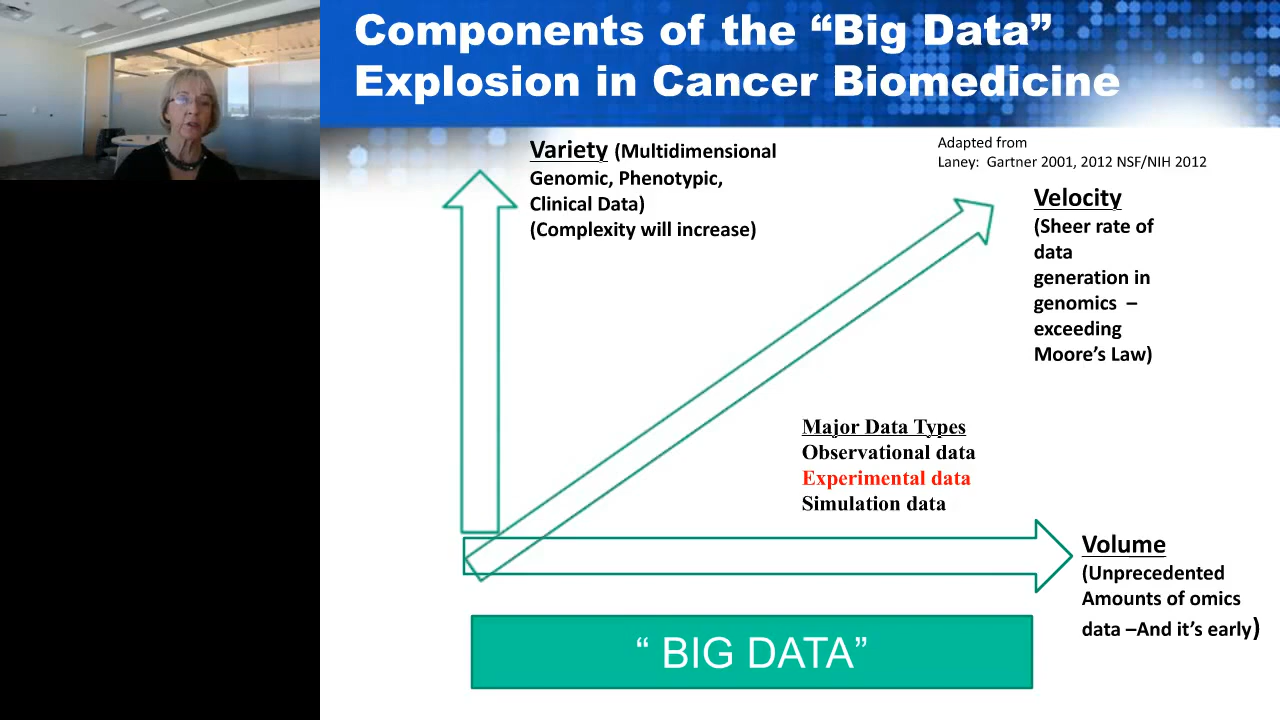 Components of the “Big Data”
Explosion in Cancer Biomedicine
Adapted from
Laney:  Gartner 2001, 2012 NSF/NIH 2012
Variety (Multidimensional
Genomic, Phenotypic,
Clinical Data)
(Complexity will increase)
Velocity
(Sheer rate of
data
generation in
genomics –
exceeding
Moore’s Law)
Major Data Types
Observational data
Experimental data
Simulation data
Volume
(Unprecedented
Amounts of omics
data –And it’s early)
“ BIG DATA”